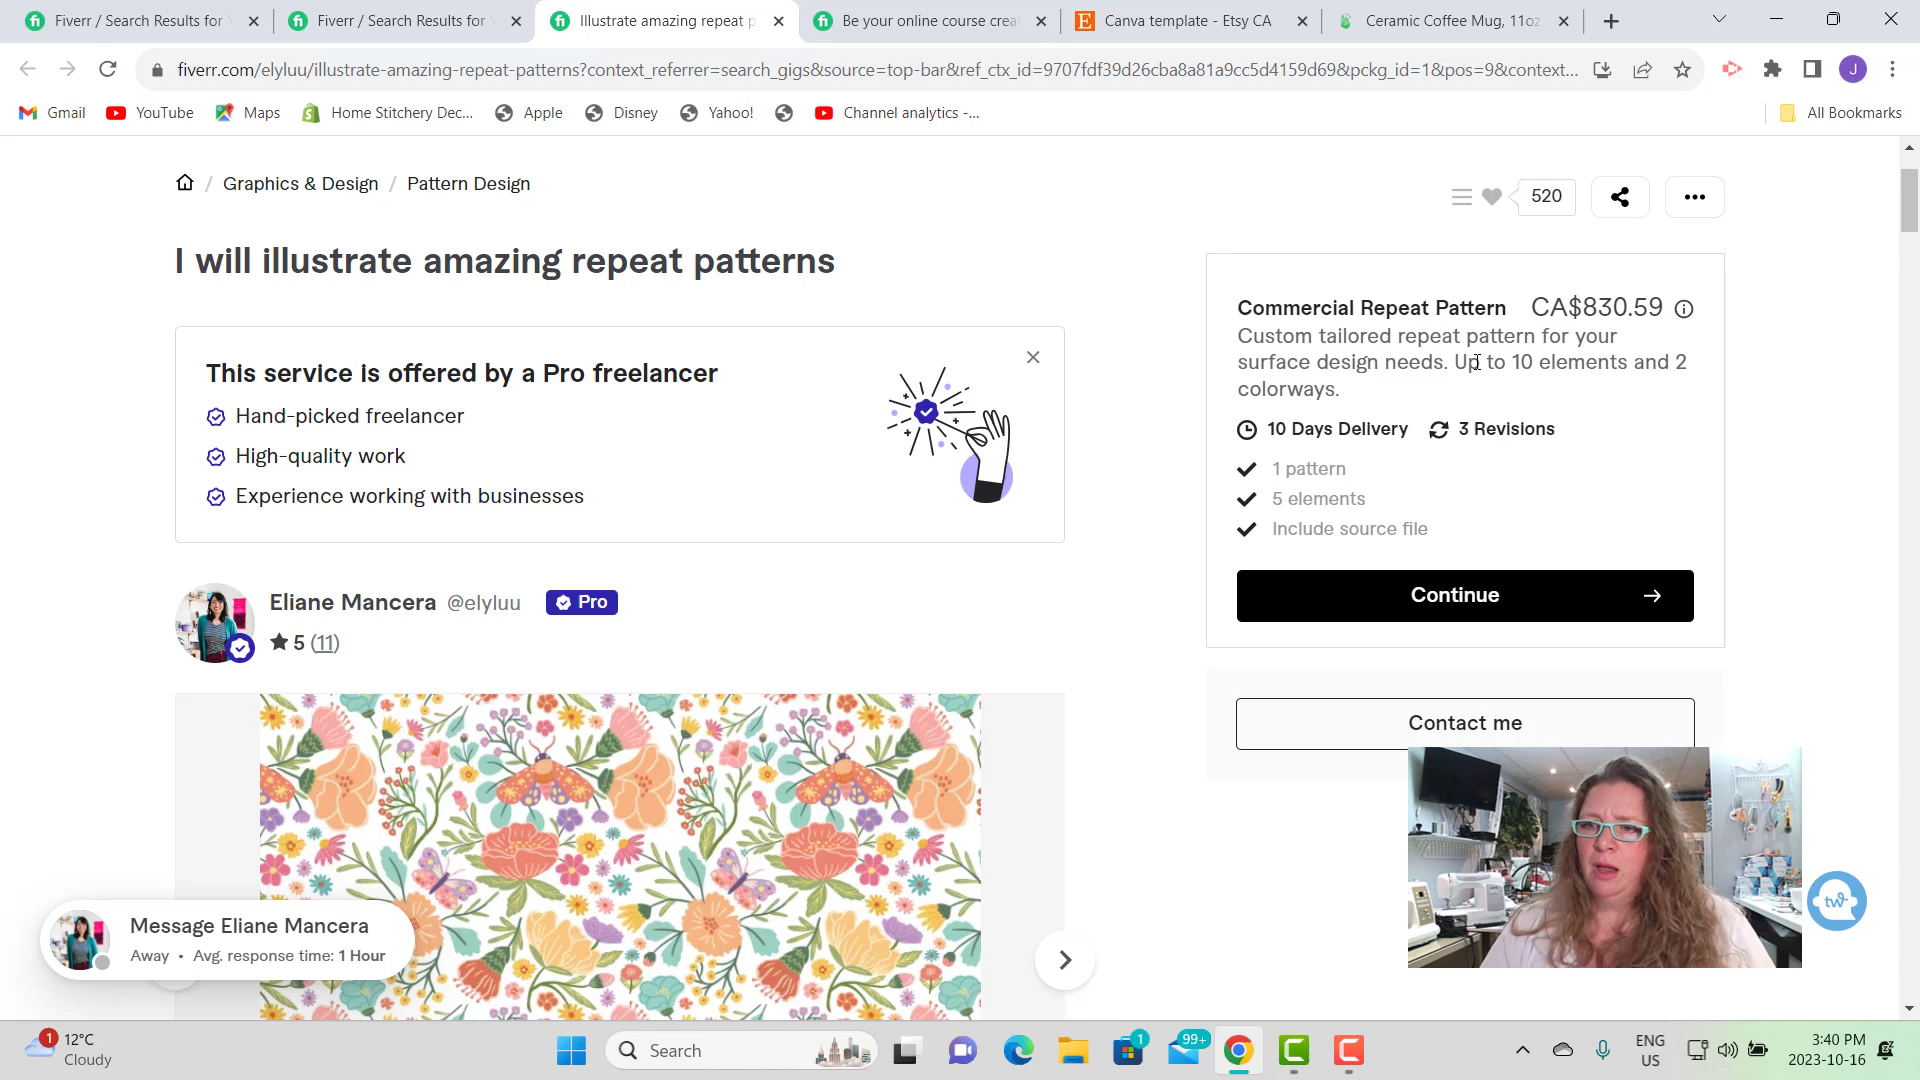 Fiverr / Search Results for '
Fiverr / Search Results for '
Illustrate amazing repeat p
Be your online course crea
Canva template - Etsy CA
Ceramic Coffee Mug, 11oz
fiverr.com/elyluu/illustrate-amazing-repeat-patterns?context_referrer=search_gigs&source=top-bar&ref_ctx_id=9707fdf39d26cba8a81a9cc5d4159d69&pckg_id=1&pos=9&context...
J
Gmail
YouTube
Maps
Home Stitchery Dec...
Apple
Disney
Yahoo!
Channel analytics -...
All Bookmarks
/ Graphics & Design / Pattern Design
520
I will illustrate amazing repeat patterns
This service is offered by a Pro freelancer
Hand-picked freelancer
High-quality work
Experience working with businesses
Eliane Mancera @elyluu Pro
5 (11)
Commercial Repeat Pattern CA$830.59
Custom tailored repeat pattern for your
surface design needs. Up to 10 elements and 2
colorways.
10 Days Delivery 3 Revisions
1 pattern
5 elements
Include source file
Continue
Contact me
Message Eliane Mancera
Away • Avg. response time: 1 Hour
tw
1
12°C
Cloudy
Search
1
99+
ENG
US
3:40 PM
2023-10-16